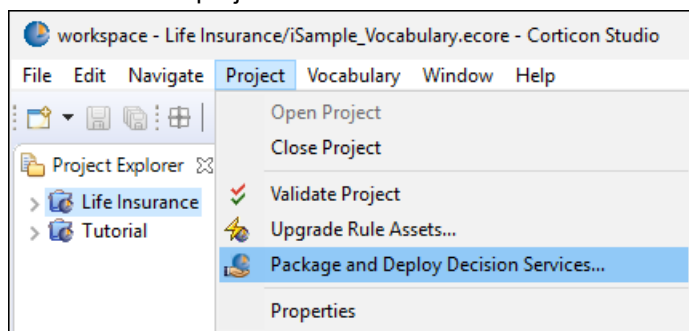 workspace - Life Insurance/iSample_Vocabulary.ecore - Corticon Studio
File Edit Navigate Project Vocabulary Window Help
Open Project
Close Project
Project Explorer
Validate Project
Life Insurance
Upgrade Rule Assets...
Tutorial
Package and Deploy Decision Services...
Properties